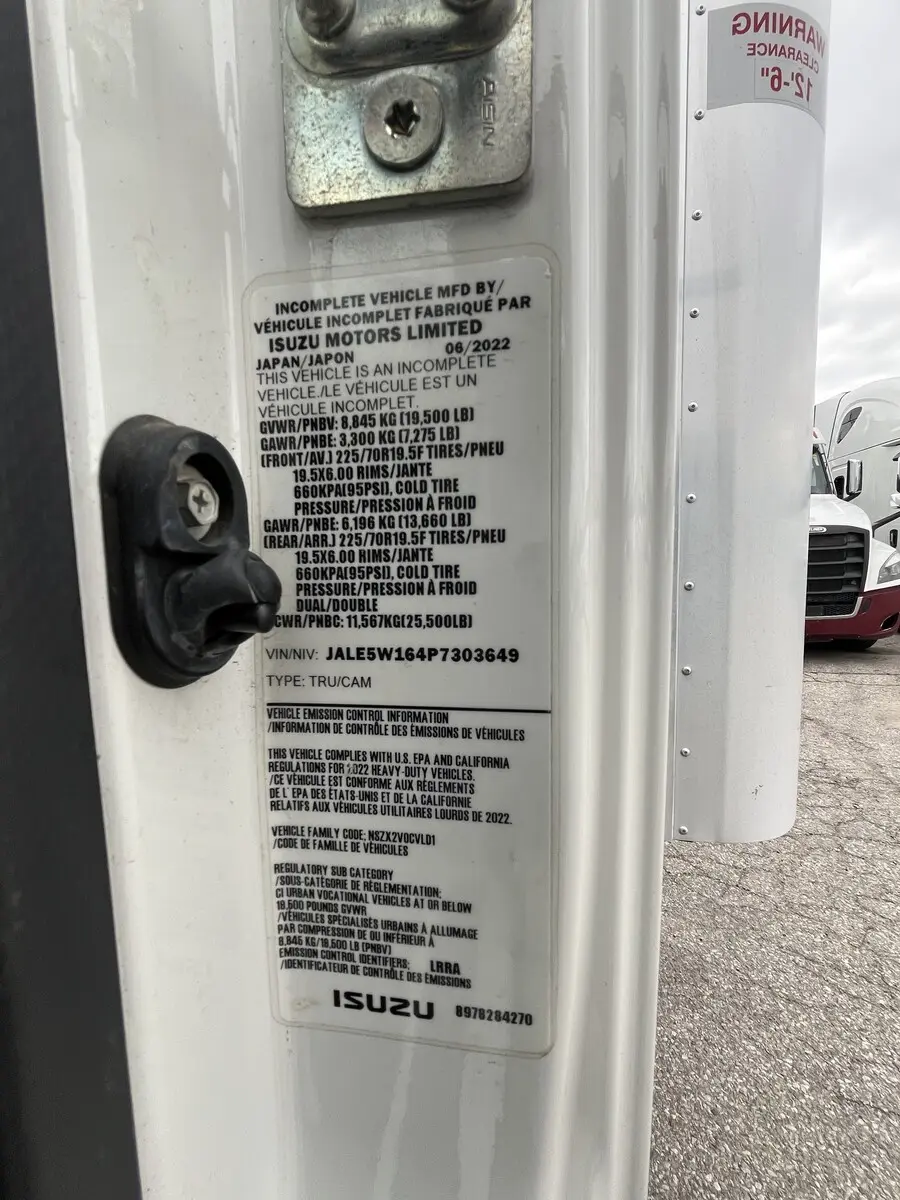 WARNING
CLEARANCE
12'-6"
AISIN
INCOMPLETE VEHICLE MFD BY/
VÉHICULE INCOMPLET FABRIQUÉ PAR
ISUZU MOTORS LIMITED
JAPAN/JAPON 06/2022
THIS VEHICLE IS AN INCOMPLETE
VEHICLE./LE VÉHICULE EST UN
VÉHICULE INCOMPLET.
GVWR/PNBV: 8,845 KG (19,500 LB)
GAWR/PNBE: 3,300 KG (7,275 LB)
(FRONT/AV.) 225/70R19.5F TIRES/PNEU
19.5X6.00 RIMS/JANTE
660KPA(95PSI), COLD TIRE
PRESSURE/PRESSION À FROID
GAWR/PNBE: 6,196 KG (13,660 LB)
(REAR/ARR.) 225/70R19.5F TIRES/PNEU
19.5X6.00 RIMS/JANTE
660KPA(95PSI), COLD TIRE
PRESSURE/PRESSION À FROID
DUAL/DOUBLE
CWR/PNBC: 11,567KG(25,500LB)
VIN/NIV: JALE5W164P7303649
TYPE: TRU/CAM
VEHICLE EMISSION CONTROL INFORMATION
/INFORMATION DE CONTRÔLE DES ÉMISSIONS DE VÉHICULES
THIS VEHICLE COMPLIES WITH U.S. EPA AND CALIFORNIA
REGULATIONS FOR 2022 HEAVY-DUTY VEHICLES.
/CE VÉHICULE EST CONFORME AUX RÈGLEMENTS
DE L'EPA DES ÉTATS-UNIS ET DE LA CALIFORNIE
RELATIFS AUX VÉHICULES UTILITAIRES LOURDS DE 2022.
VEHICLE FAMILY CODE: NSZX2VOCVLD1
/CODE DE FAMILLE DE VÉHICULES
REGULATORY SUB CATEGORY
/SOUS-CATÉGORIE DE RÉGLEMENTATION:
CI URBAN VOCATIONAL VEHICLES AT OR BELOW
19,500 POUNDS GVWR
/VÉHICULES SPÉCIALISÉS URBAINS À ALLUMAGE
PAR COMPRESSION DE OU INFÉRIEUR À
8,845 KG/19,500 LB (PNBV)
EMISSION CONTROL IDENTIFIERS: LRRA
/IDENTIFICATEUR DE CONTRÔLE DES ÉMISSIONS
ISUZU 8978284270